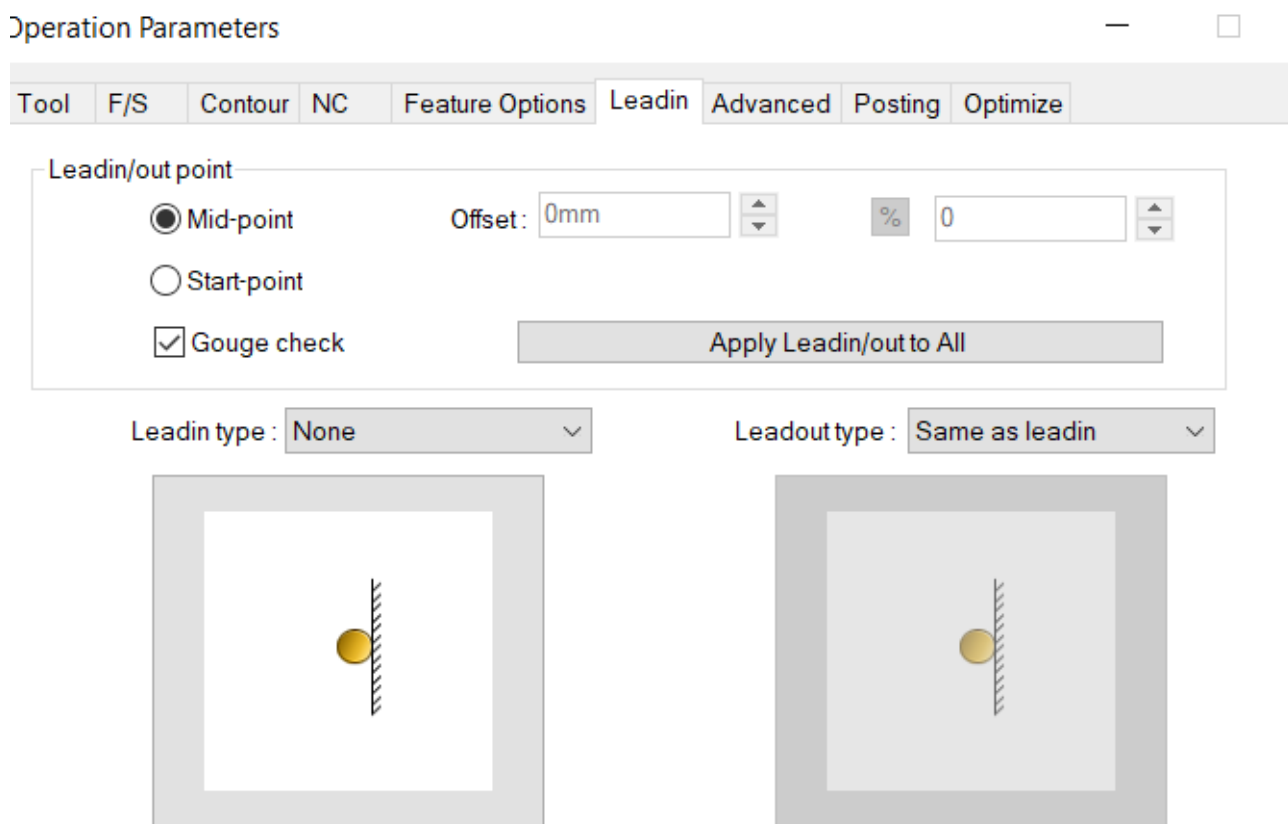 Operation Parameters
Tool F/S Contour NC Feature Options Leadin Advanced Posting Optimize
Leadin/out point
Mid-point Offset : 0mm % 0
Start-point
Gouge check Apply Leadin/out to All
Leadin type : None Leadout type : Same as leadin